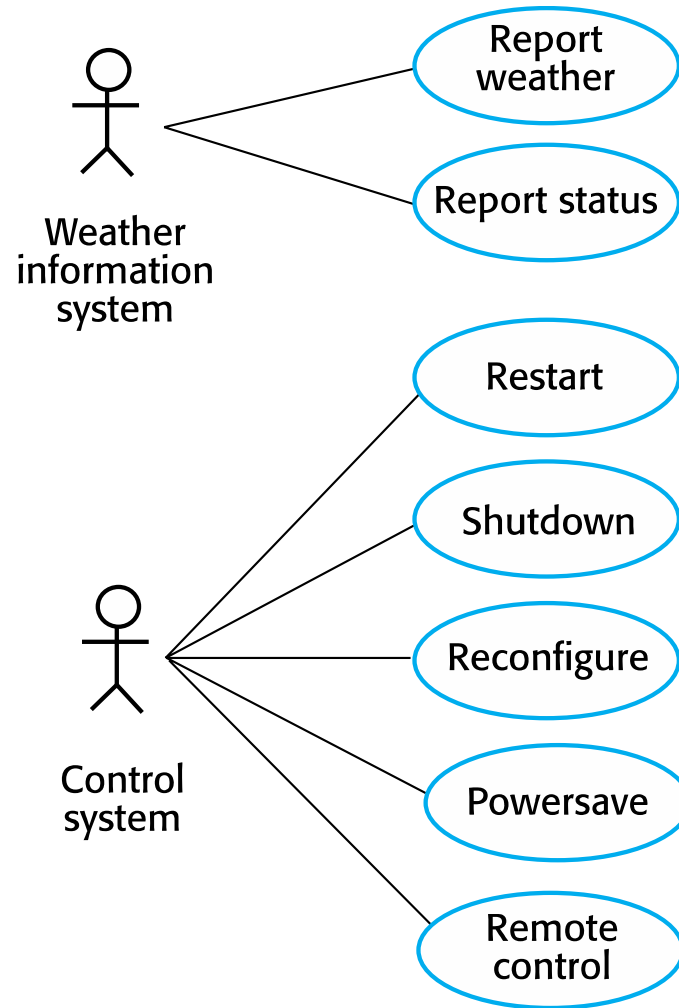 Report
weather
Report status
Weather
information
system
Restart
Shutdown
Reconfigure
Control
system
Powersave
Remote
control